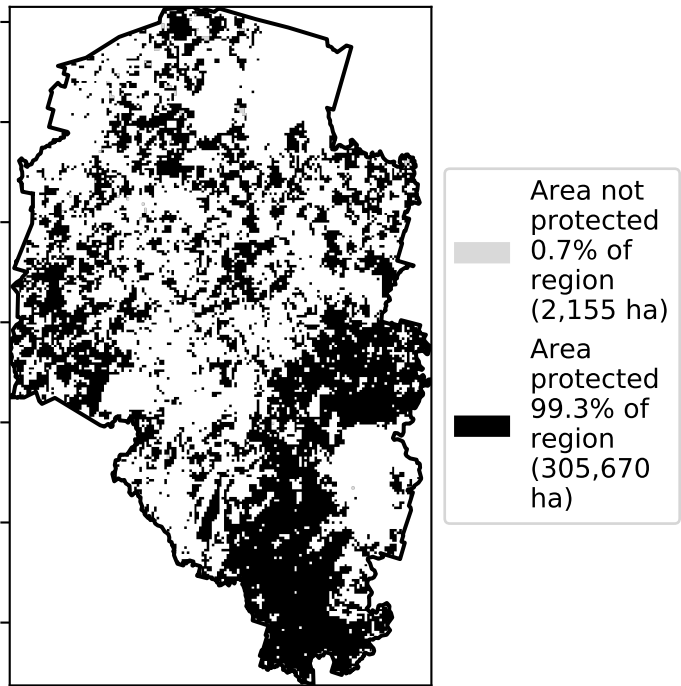 Area not
protected
0.7% of
region
(2,155 ha)
Area
protected
99.3% of
region
(305,670
ha)